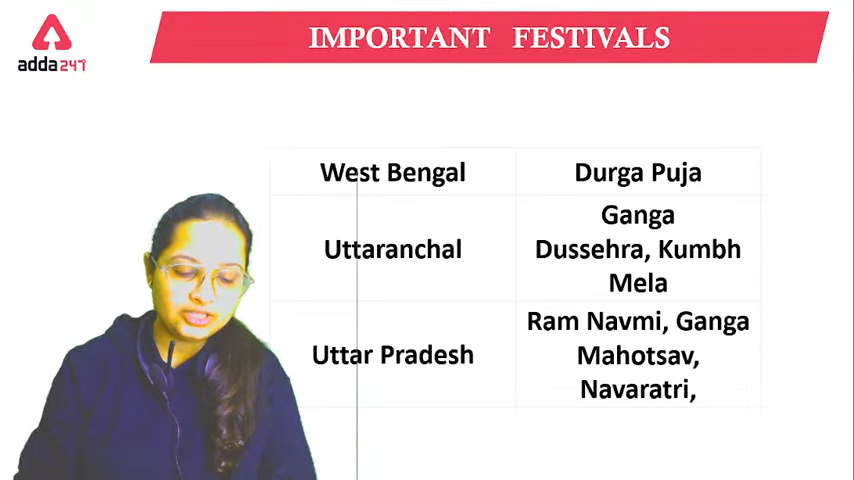 IMPORTANT FESTIVALS
adda247
West Bengal
Durga Puja
Uttaranchal
Ganga
Dussehra, Kumbh
Mela
Uttar Pradesh
Ram Navmi, Ganga
Mahotsav,
Navaratri,